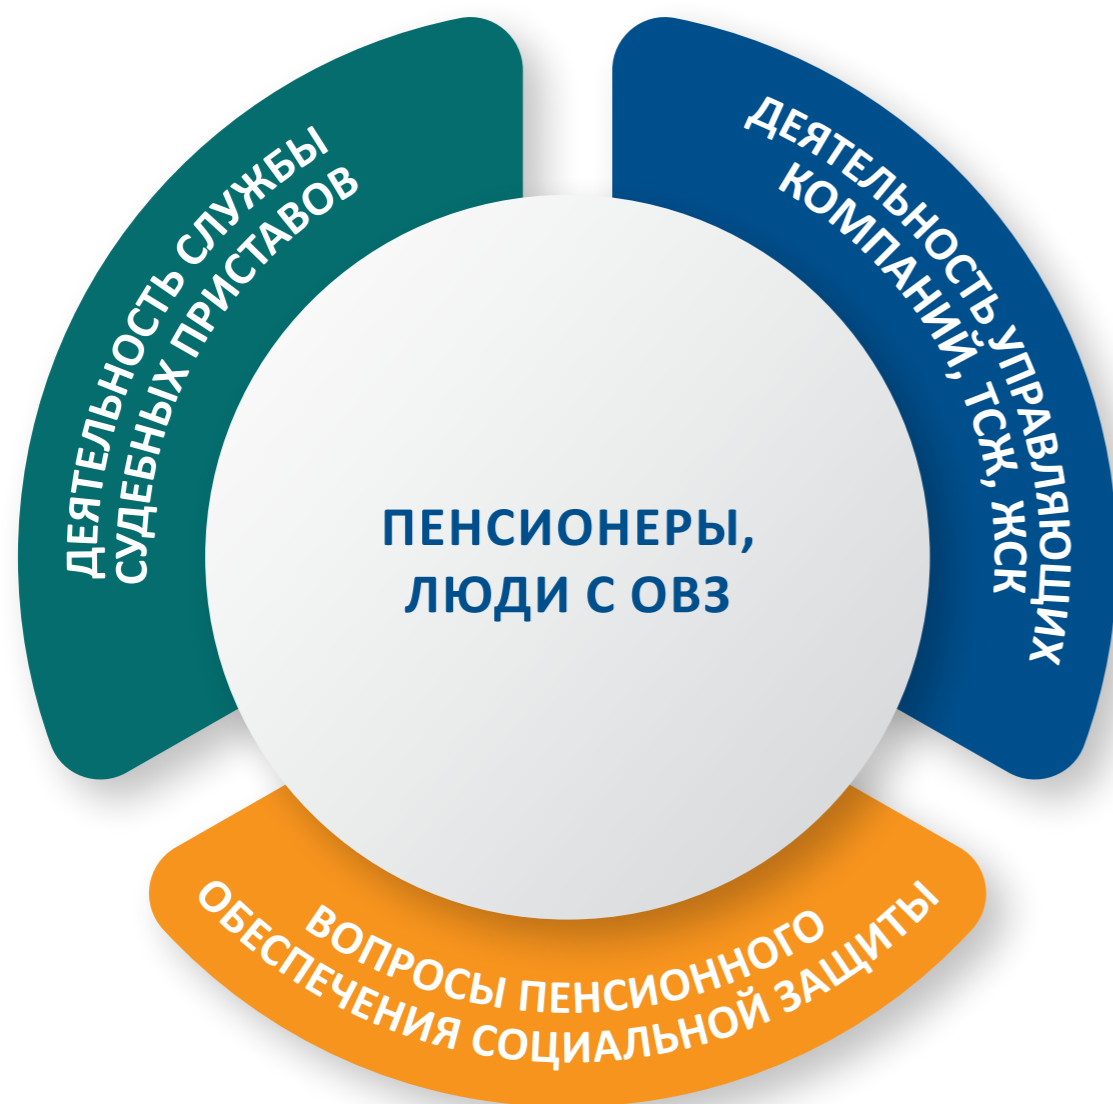 ДЕЯТЕЛЬНОСТЬ СЛУЖБЫ
СУДЕБНЫХ ПРИСТАВОВ
ДЕЯТЕЛЬНОСТЬ УПРАВЛЯЮЩИХ
КОМПАНИЙ, ТСЖ, ЖСК
ПЕНСИОНЕРЫ,
ЛЮДИ С ОВЗ
ВОПРОСЫ ПЕНСИОННОГО
ОБЕСПЕЧЕНИЯ СОЦИАЛЬНОЙ ЗАЩИТЫ